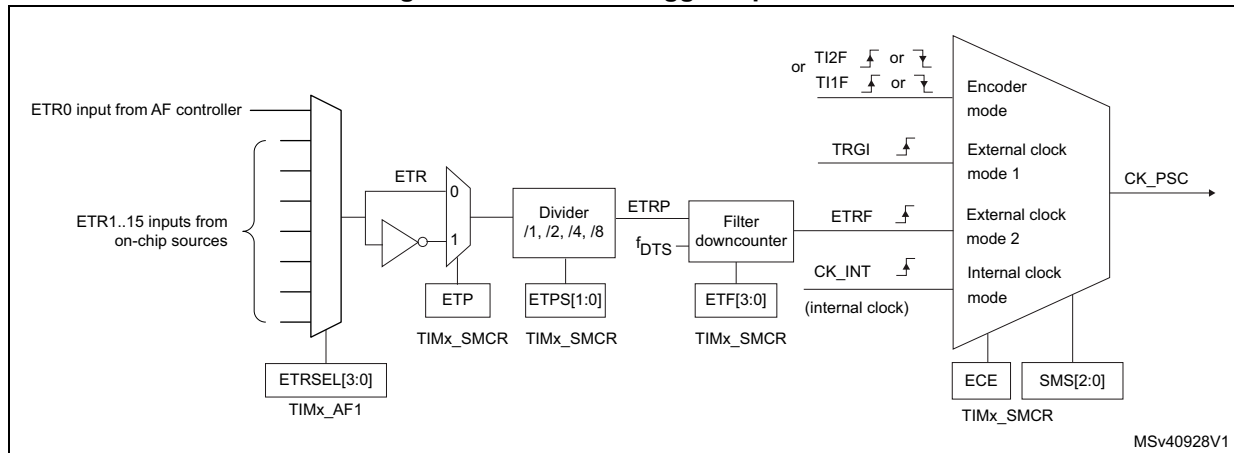 or TI2F or
TI1F or
Encoder
mode
ETR0 input from AF controller
TRGI
External clock
mode 1
CK_PSC
ETR
0
1
ETR1..15 inputs from
on-chip sources
Divider
/1, /2, /4, /8
ETRP
fDTS
Filter
downcounter
ETRF
External clock
mode 2
CK_INT
(internal clock)
Internal clock
mode
ETP
TIMx_SMCR
ETPS[1:0]
TIMx_SMCR
ETF[3:0]
TIMx_SMCR
ETRSEL[3:0]
TIMx_AF1
ECE
SMS[2:0]
TIMx_SMCR
MSv40928V1